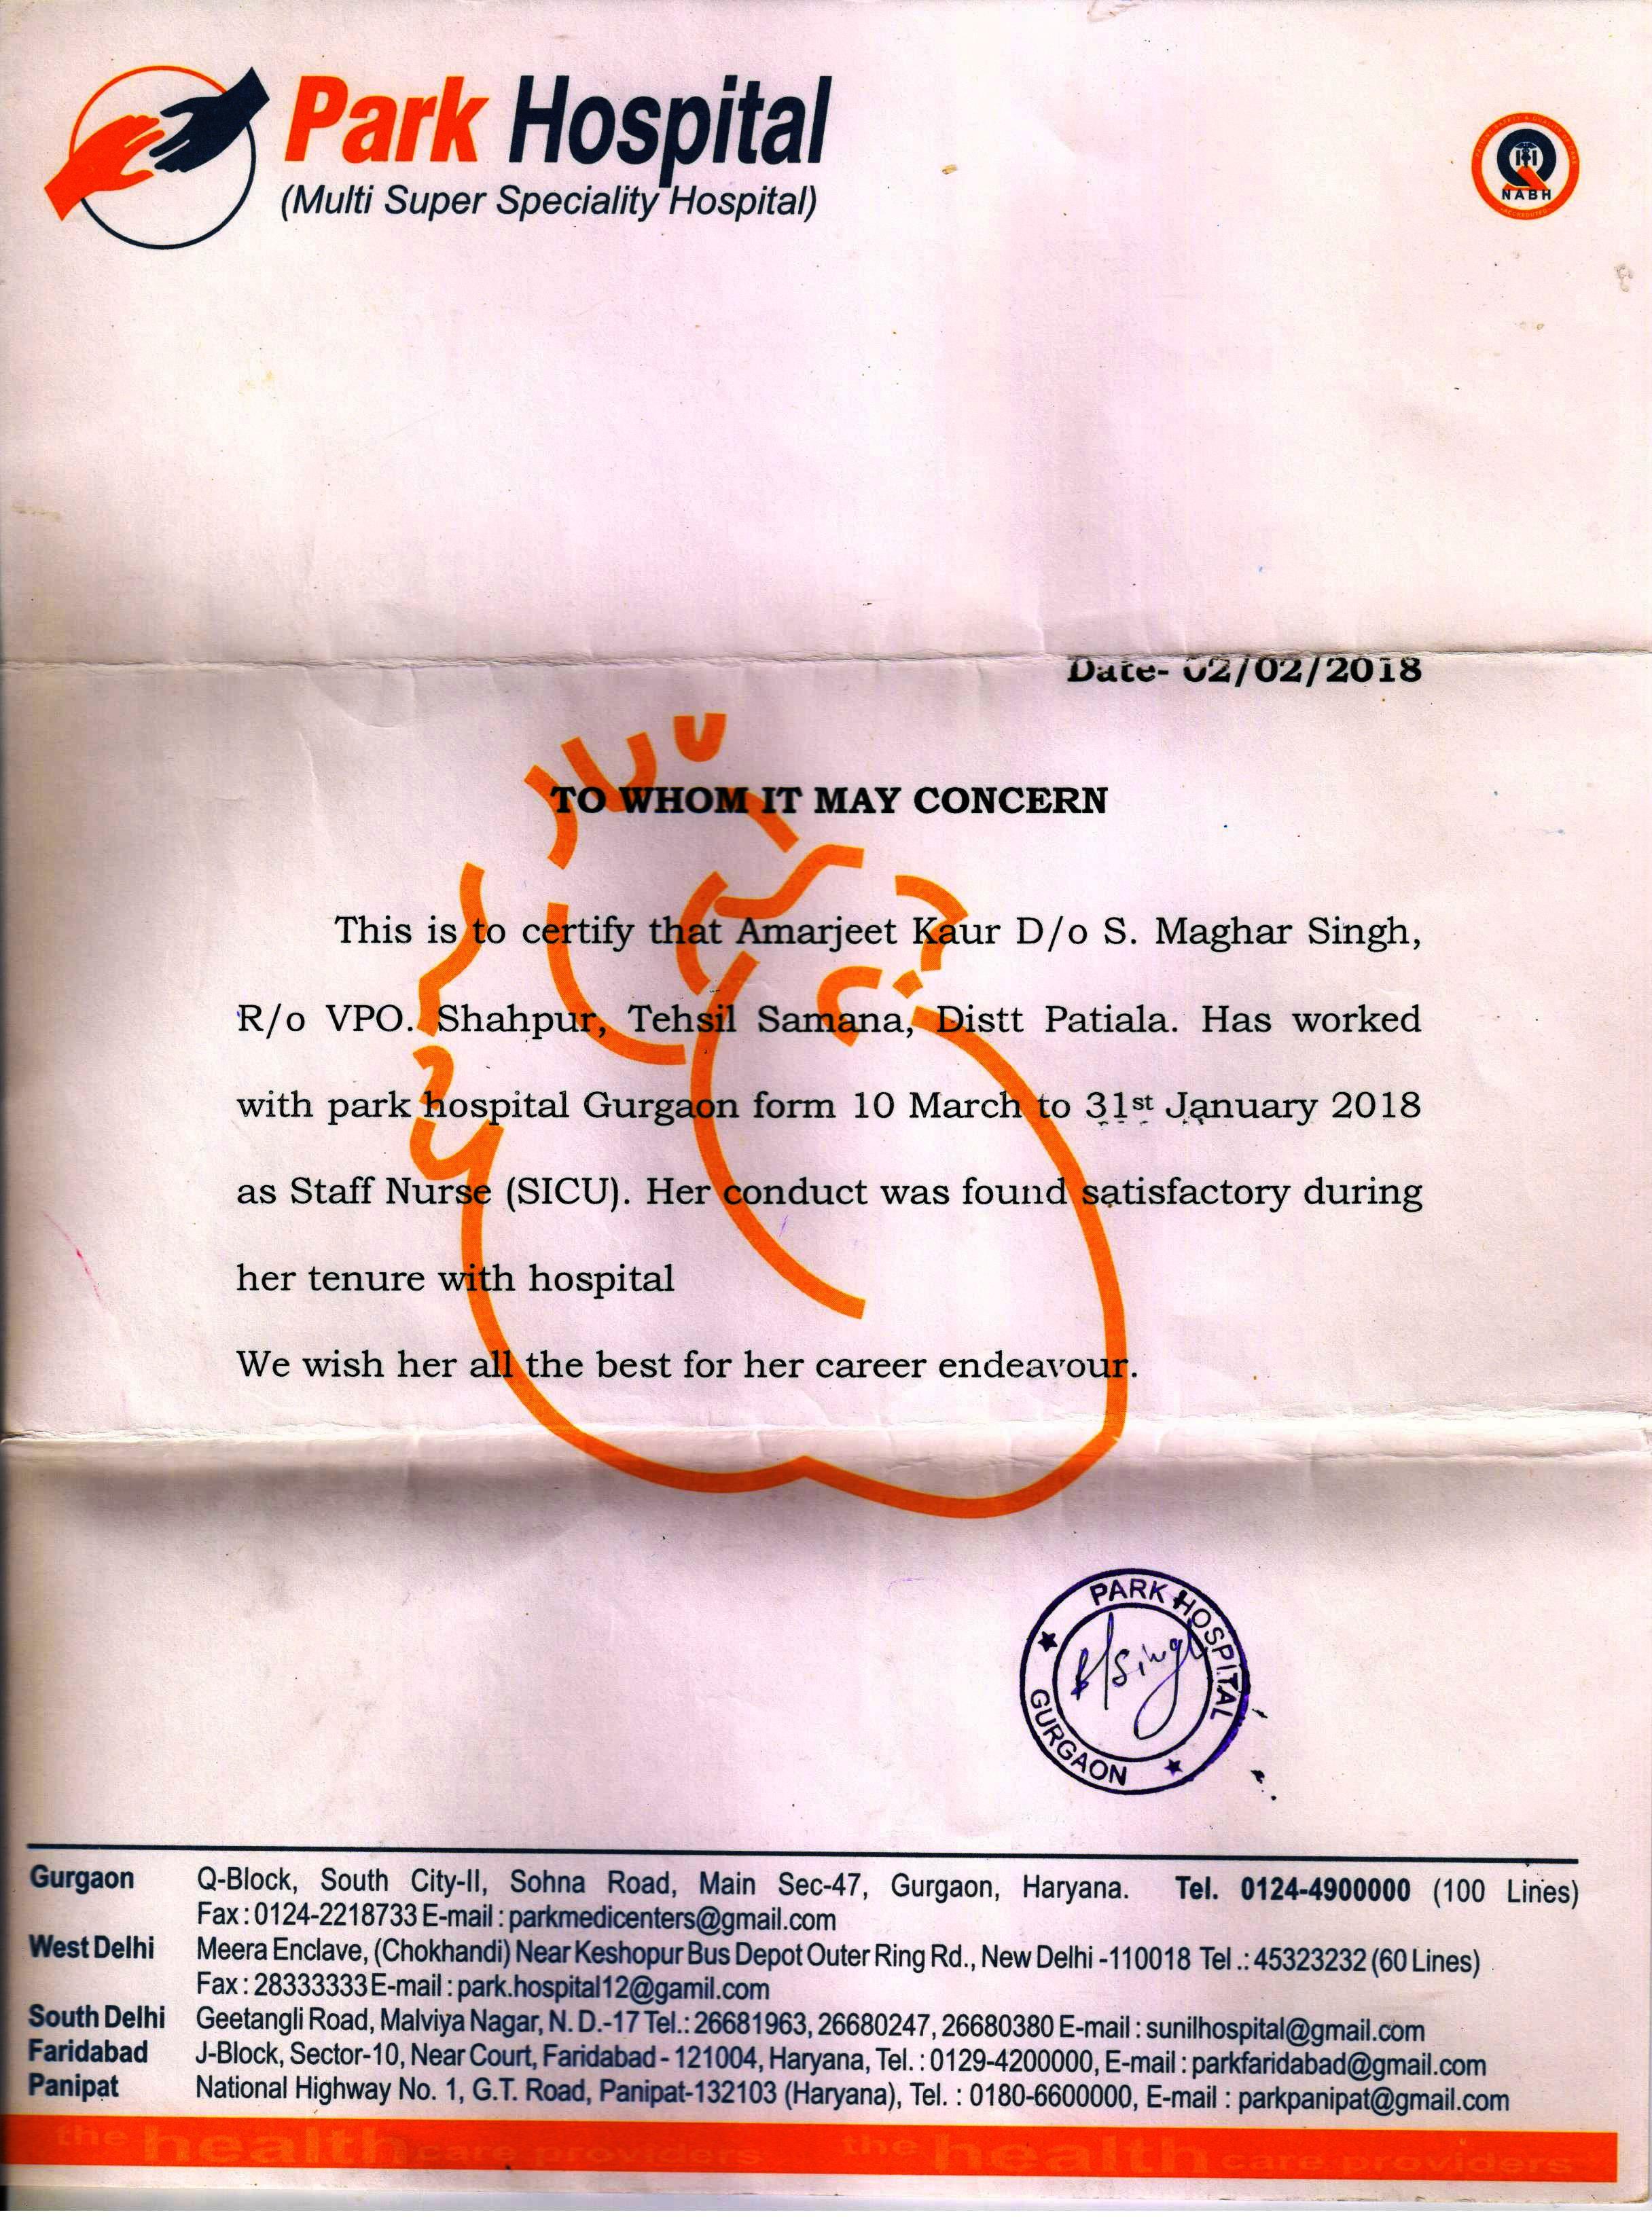 Park Hospital
(Multi Super Speciality Hospital)
NABH
Date- 02/02/2018
TO WHOM IT MAY CONCERN
This is to certify that Amarjeet Kaur D/o S. Maghar Singh,
R/o VPO. Shahpur, Tehsil Samana, Distt Patiala. Has worked
with park hospital Gurgaon form 10 March to 31st January 2018
as Staff Nurse (SICU). Her conduct was found satisfactory during
her tenure with hospital
We wish her all the best for her career endeavour.
PARK HOSPITAL
Singh
GURGAON
Gurgaon Q-Block, South City-II, Sohna Road, Main Sec-47, Gurgaon, Haryana. Tel. 0124-4900000 (100 Lines)
Fax : 0124-2218733 E-mail : parkmedicenters@gmail.com
West Delhi Meera Enclave, (Chokhandi) Near Keshopur Bus Depot Outer Ring Rd., New Delhi -110018 Tel .: 45323232 (60 Lines)
Fax : 28333333 E-mail : park.hospital12@gamil.com
South Delhi Geetangli Road, Malviya Nagar, N. D.-17 Tel.: 26681963, 26680247, 26680380 E-mail : sunilhospital@gmail.com
Faridabad J-Block, Sector-10, Near Court, Faridabad - 121004, Haryana, Tel. : 0129-4200000, E-mail : parkfaridabad@gmail.com
Panipat National Highway No. 1, G.T. Road, Panipat-132103 (Haryana), Tel. : 0180-6600000, E-mail : parkpanipat@gmail.com
the health care providers the health care providers